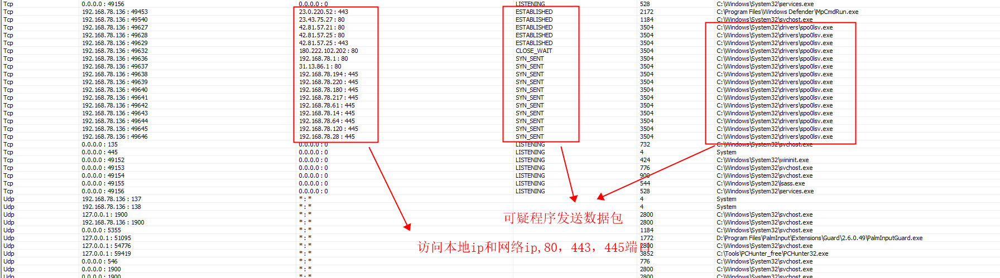 Tcp 0.0.0.0 : 49156 0.0.0.0 : 0 LISTENING 528 C:\Windows\System32\services.exe
Tcp 192.168.78.136 : 49453 23.0.220.52 : 443 ESTABLISHED 2172 C:\Program Files\Windows Defender\MpCmdRun.exe
Tcp 192.168.78.136 : 49540 23.43.75.27 : 80 ESTABLISHED 1184 C:\Windows\System32\svchost.exe
Tcp 192.168.78.136 : 49627 42.81.57.21 : 80 ESTABLISHED 3504 C:\Windows\System32\drivers\spo0lsv.exe
Tcp 192.168.78.136 : 49628 42.81.57.25 : 80 ESTABLISHED 3504 C:\Windows\System32\drivers\spo0lsv.exe
Tcp 192.168.78.136 : 49629 42.81.57.25 : 443 ESTABLISHED 3504 C:\Windows\System32\drivers\spo0lsv.exe
Tcp 192.168.78.136 : 49632 180.222.102.202 : 80 CLOSE_WAIT 3504 C:\Windows\System32\drivers\spo0lsv.exe
Tcp 192.168.78.136 : 49636 192.168.78.1 : 80 SYN_SENT 3504 C:\Windows\System32\drivers\spo0lsv.exe
Tcp 192.168.78.136 : 49637 31.13.86.1 : 80 SYN_SENT 3504 C:\Windows\System32\drivers\spo0lsv.exe
Tcp 192.168.78.136 : 49638 192.168.78.194 : 445 SYN_SENT 3504 C:\Windows\System32\drivers\spo0lsv.exe
Tcp 192.168.78.136 : 49639 192.168.78.220 : 445 SYN_SENT 3504 C:\Windows\System32\drivers\spo0lsv.exe
Tcp 192.168.78.136 : 49640 192.168.78.180 : 445 SYN_SENT 3504 C:\Windows\System32\drivers\spo0lsv.exe
Tcp 192.168.78.136 : 49641 192.168.78.217 : 445 SYN_SENT 3504 C:\Windows\System32\drivers\spo0lsv.exe
Tcp 192.168.78.136 : 49642 192.168.78.61 : 445 SYN_SENT 3504 C:\Windows\System32\drivers\spo0lsv.exe
Tcp 192.168.78.136 : 49643 192.168.78.14 : 445 SYN_SENT 3504 C:\Windows\System32\drivers\spo0lsv.exe
Tcp 192.168.78.136 : 49644 192.168.78.64 : 445 SYN_SENT 3504 C:\Windows\System32\drivers\spo0lsv.exe
Tcp 192.168.78.136 : 49645 192.168.78.120 : 445 SYN_SENT 3504 C:\Windows\System32\drivers\spo0lsv.exe
Tcp 192.168.78.136 : 49646 192.168.78.28 : 445 SYN_SENT 3504 C:\Windows\System32\drivers\spo0lsv.exe
Tcp 0.0.0.0 : 135 0.0.0.0 : 0 LISTENING 732 C:\Windows\System32\svchost.exe
Tcp 0.0.0.0 : 445 0.0.0.0 : 0 LISTENING 4 System
Tcp 0.0.0.0 : 49152 0.0.0.0 : 0 LISTENING 424 C:\Windows\System32\wininit.exe
Tcp 0.0.0.0 : 49153 0.0.0.0 : 0 LISTENING 776 C:\Windows\System32\svchost.exe
Tcp 0.0.0.0 : 49154 0.0.0.0 : 0 LISTENING 900 C:\Windows\System32\svchost.exe
Tcp 0.0.0.0 : 49155 0.0.0.0 : 0 LISTENING 544 C:\Windows\System32\lsass.exe
Tcp 0.0.0.0 : 49156 0.0.0.0 : 0 LISTENING 528 C:\Windows\System32\services.exe
Udp 192.168.78.136 : 137 * : * 4 System
Udp 192.168.78.136 : 138 * : * 4 System
Udp 127.0.0.1 : 1900 * : * 2800 C:\Windows\System32\svchost.exe
Udp 192.168.78.136 : 1900 * : * 2800 C:\Windows\System32\svchost.exe
可疑程序发送数据包
Udp 0.0.0.0 : 5355 * : * 1184 C:\Windows\System32\svchost.exe
Udp 127.0.0.1 : 51095 * : * 1772 D:\Program Files\PalmInput\Extensions\Guard\2.6.0.49\PalmInputGuard.exe
Udp 127.0.0.1 : 54776 * : * 2800 C:\Windows\System32\svchost.exe
访问本地ip和网络ip,80，443，445端口
Udp 127.0.0.1 : 59419 * : * 3852 C:\Tools\PCHunter_free\PCHunter32.exe
Udp 0.0.0.0 : 546 * : * 776 C:\Windows\System32\svchost.exe
Udp 0.0.0.0 : 1900 * : * 2800 C:\Windows\System32\svchost.exe
Udp 0.0.0.0 : 1900 * : * 2800 C:\Windows\System32\svchost.exe